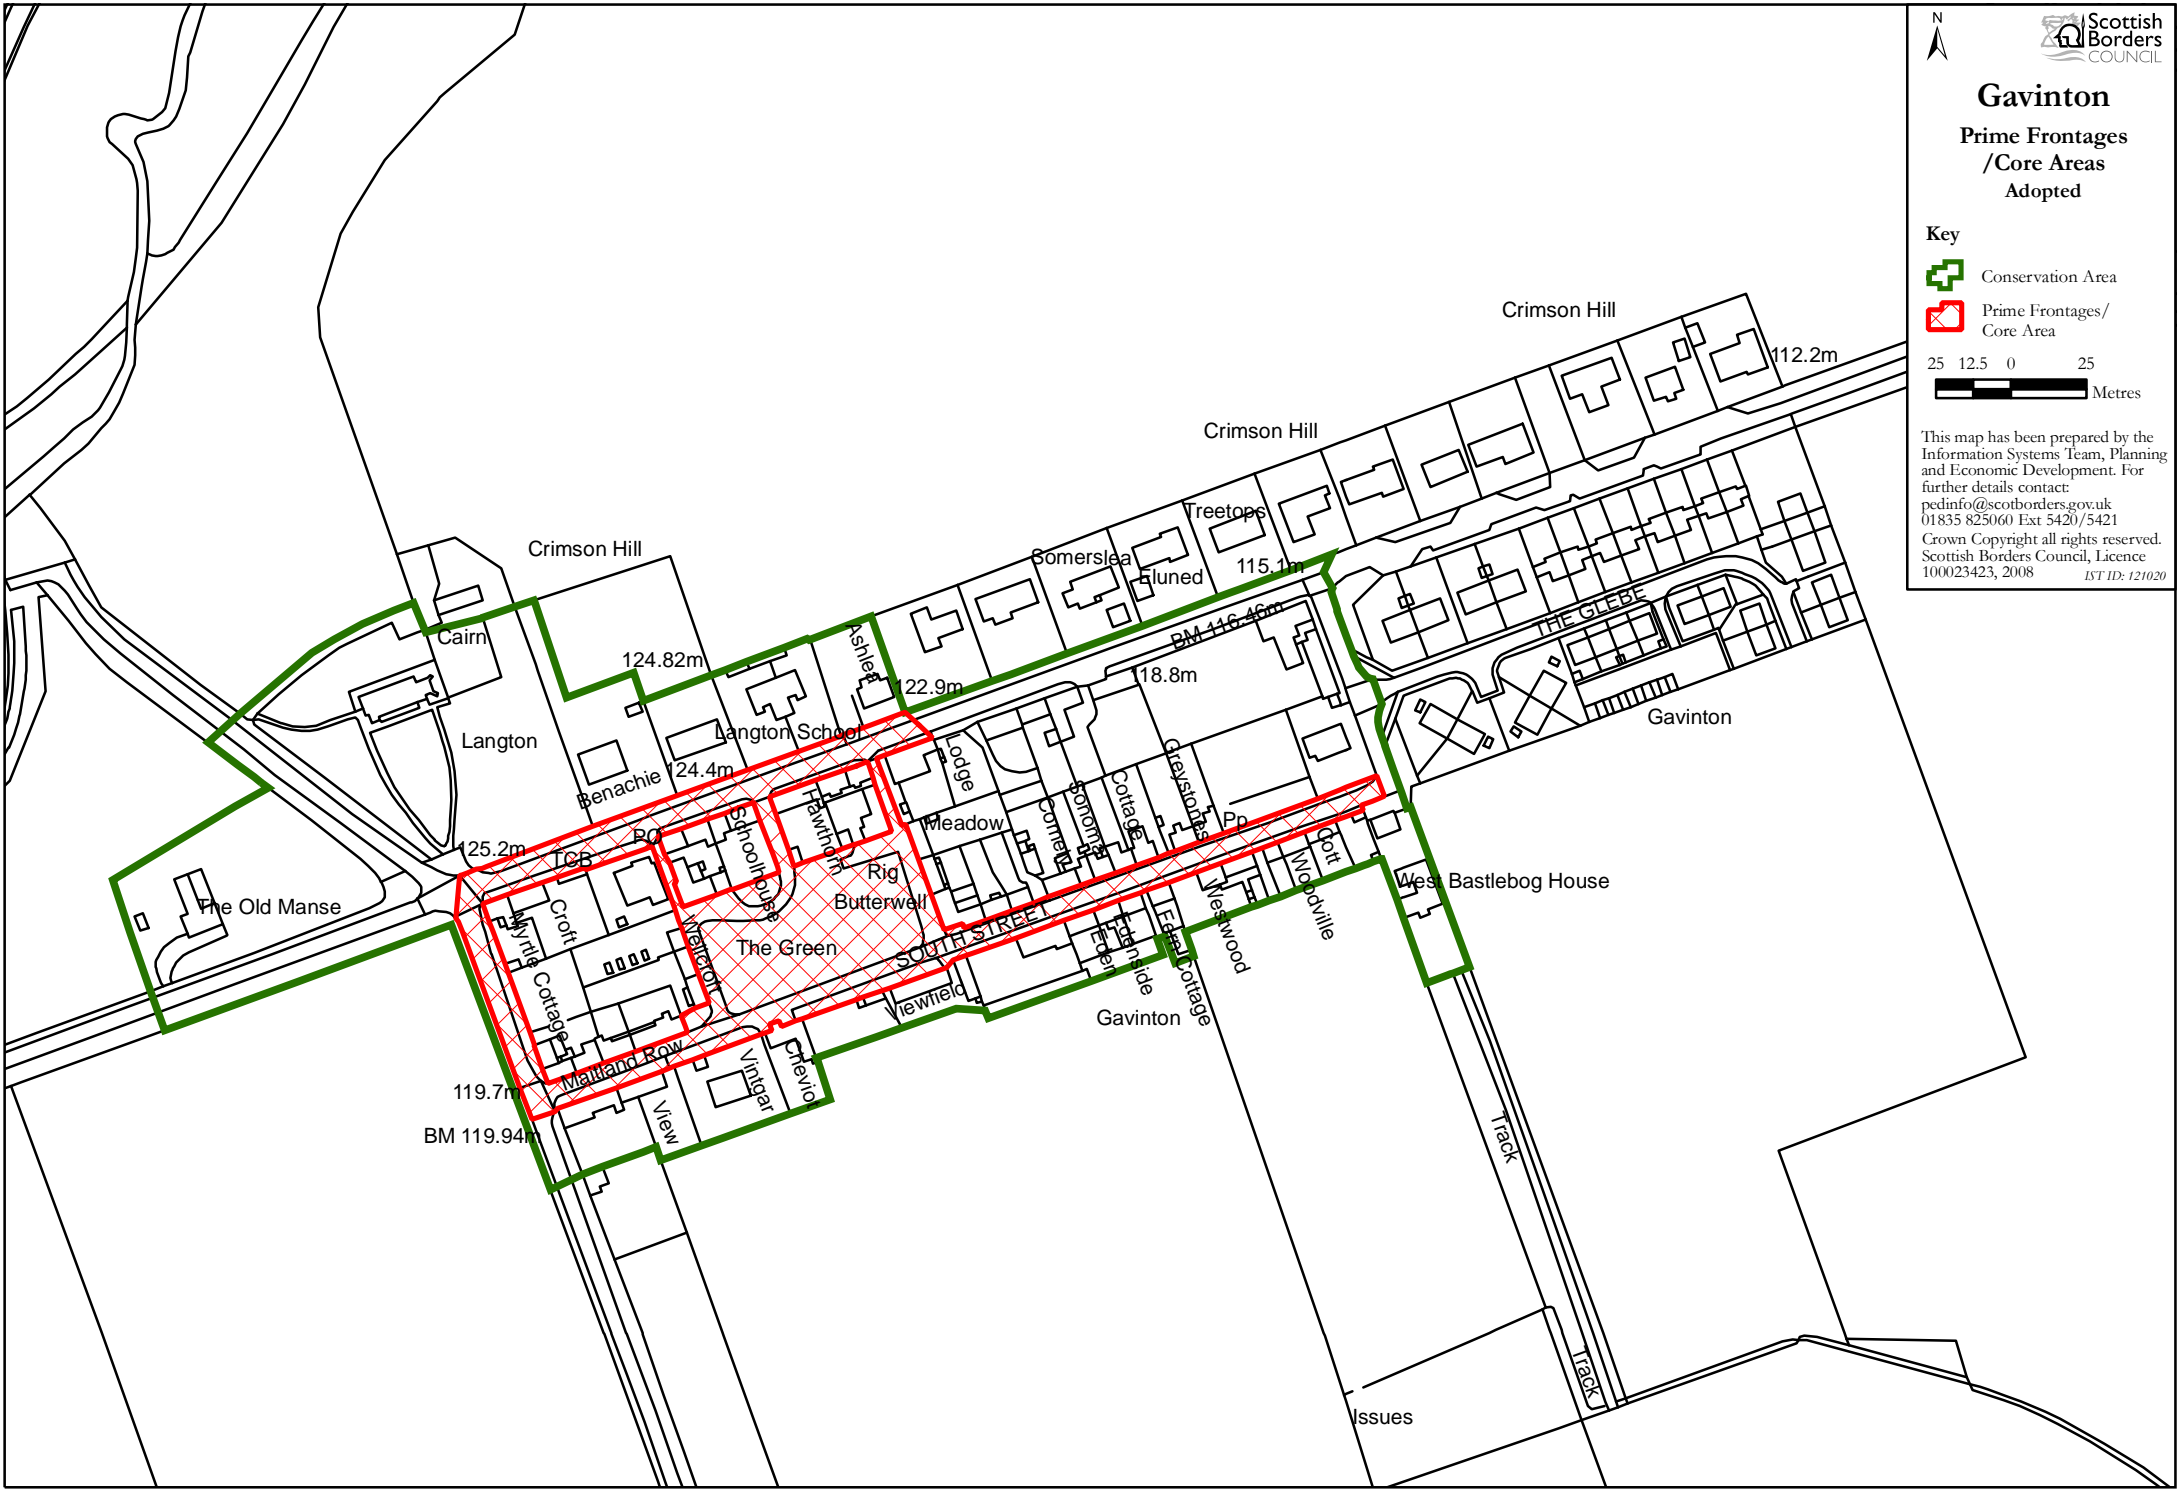 N
Scottish
Borders
COUNCIL
Gavinton
Prime Frontages
/Core Areas
Adopted
Key
Conservation Area
Prime Frontages/
Core Area
25 12.5 0 25
Metres
This map has been prepared by the
Information Systems Team, Planning
and Economic Development. For
further details contact:
pedinfo@scotborders.gov.uk
01835 825060 Ext 5420/5421
Crown Copyright all rights reserved.
Scottish Borders Council, Licence
100023423, 2008
IST ID: 121020
Crimson Hill
112.2m
Crimson Hill
Treetops
Crimson Hill
Somerslea
Eluned
115.1m
BM 116.46m
THE GLEBE
Cairn
Ashlea
124.82m
122.9m
118.8m
Gavinton
Langton
Langton School
Benachie
124.4m
Lodge
Greystones
Cottage
Sonoma
Corner
Hawthorn
Schoolhouse
Meadow
Pp
PO
TCB
125.2m
Cott
Woodville
West Bastlebog House
Rig
Butterwell
The Old Manse
Croft
Myrtle Cottage
Wellcroft
The Green
SOUTH STREET
Westwood
Fern Cottage
Edenside
Eden
Viewfield
Gavinton
Maitland Row
Vintgar
Cheviot
View
119.7m
BM 119.94m
Track
Track
Issues